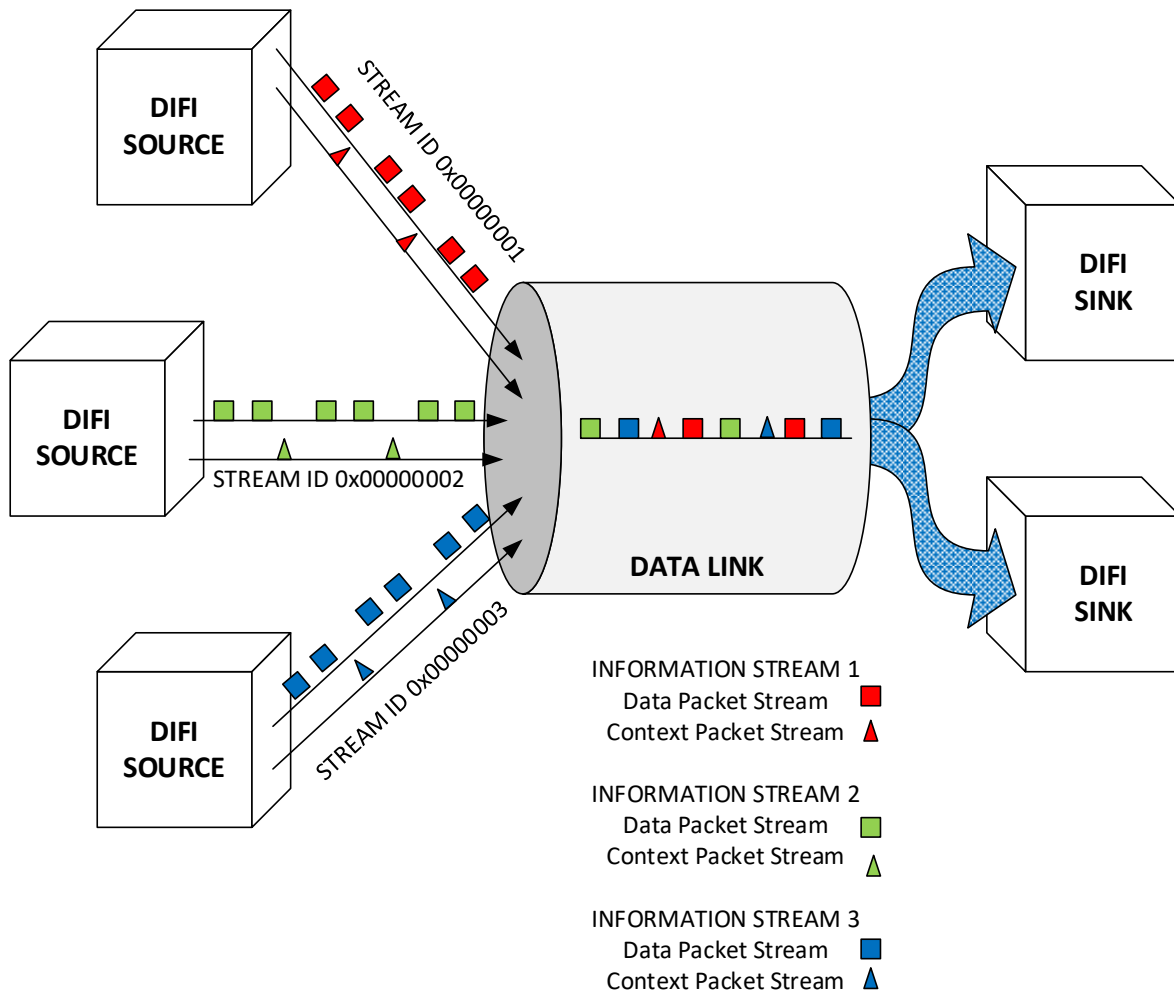 DIFI
SOURCE
STREAM ID 0x00000001
DIFI
SINK
DIFI
SOURCE
STREAM ID 0x00000002
DATA LINK
DIFI
SINK
DIFI
SOURCE
STREAM ID 0x00000003
INFORMATION STREAM 1
Data Packet Stream
Context Packet Stream
INFORMATION STREAM 2
Data Packet Stream
Context Packet Stream
INFORMATION STREAM 3
Data Packet Stream
Context Packet Stream